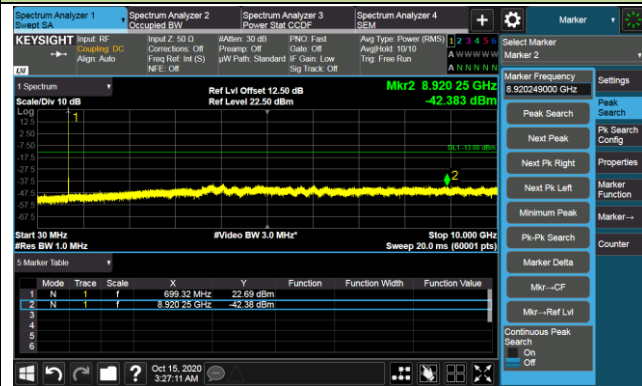 Spectrum Analyzer 1
Swept SA
Spectrum Analyzer 2
Occupied BW
Spectrum Analyzer 3
Power Stat CCDF
Spectrum Analyzer 4
SEM
+
Marker
KEYSIGHT
Input: RF
Coupling: DC
Align: Auto
Input Z: 50 Ω
Corrections: Off
Freq Ref: Int (S)
NFE: Off
#Atten: 30 dB
Preamp: Off
µW Path: Standard
PNO: Fast
Gate: Off
IF Gain: Low
Sig Track: Off
Avg Type: Power (RMS)
Avg|Hold: 10/10
Trig: Free Run
1 2 3 4 5 6
A W W W W W
A N N N N N
LXI
Select Marker
Marker 2
1 Spectrum
Scale/Div 10 dB
Ref Lvl Offset 12.50 dB
Ref Level 22.50 dBm
Mkr2 8.920 25 GHz
-42.383 dBm
Log
12.5
2.50
-7.50
-17.5
-27.5
-37.5
-47.5
-57.5
-67.5
1
DL1 -13.00 dBm
2
Start 30 MHz
#Res BW 1.0 MHz
#Video BW 3.0 MHz*
Stop 10.000 GHz
Sweep 20.0 ms (60001 pts)
5 Marker Table
Mode Trace Scale X Y Function Function Width Function Value
1 N 1 f 699.32 MHz 22.69 dBm
2 N 1 f 8.920 25 GHz -42.38 dBm
3
4
5
6
Marker Frequency
8.920249000 GHz
Peak Search
Next Peak
Next Pk Right
Next Pk Left
Minimum Peak
Pk-Pk Search
Marker Delta
Mkr→CF
Mkr→Ref Lvl
Continuous Peak
Search
On
Off
Settings
Peak
Search
Pk Search
Config
Properties
Marker
Function
Marker→
Counter
?
Oct 15, 2020
3:27:11 AM